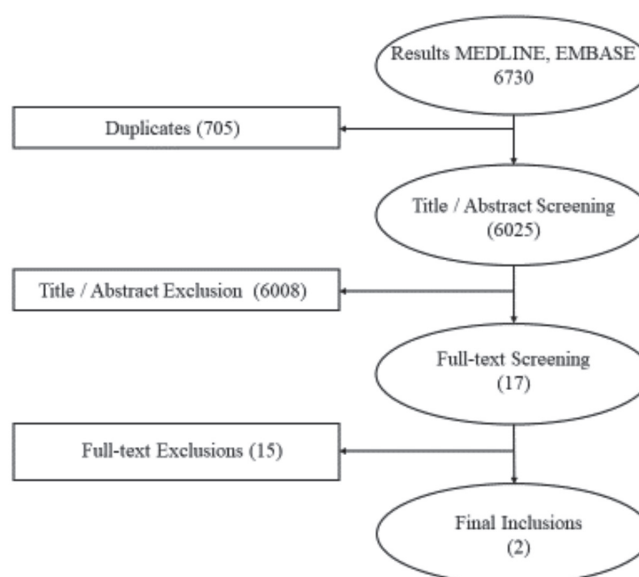 Results MEDLINE, EMBASE
6730
Duplicates (705)
Title / Abstract Screening
(6025)
Title / Abstract Exclusion (6008)
Full-text Screening
(17)
Full-text Exclusions (15)
Final Inclusions
(2)